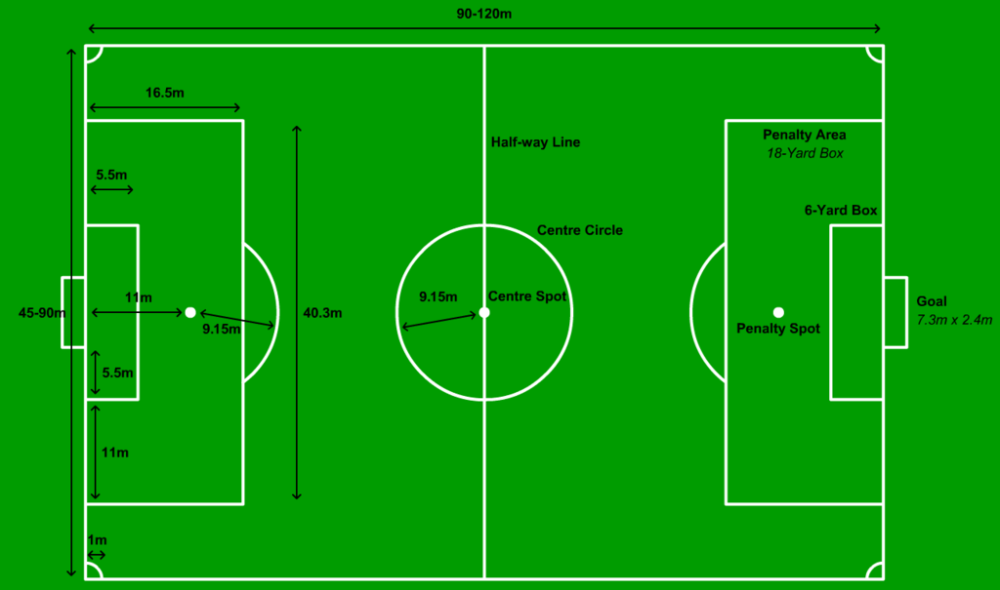 90-120m
16.5m
Penalty Area
18-Yard Box
Half-way Line
5.5m
6-Yard Box
Centre Circle
11m
9.15m
Centre Spot
Goal
7.3m x 2.4m
45-90m
40.3m
9.15m
Penalty Spot
5.5m
11m
1m